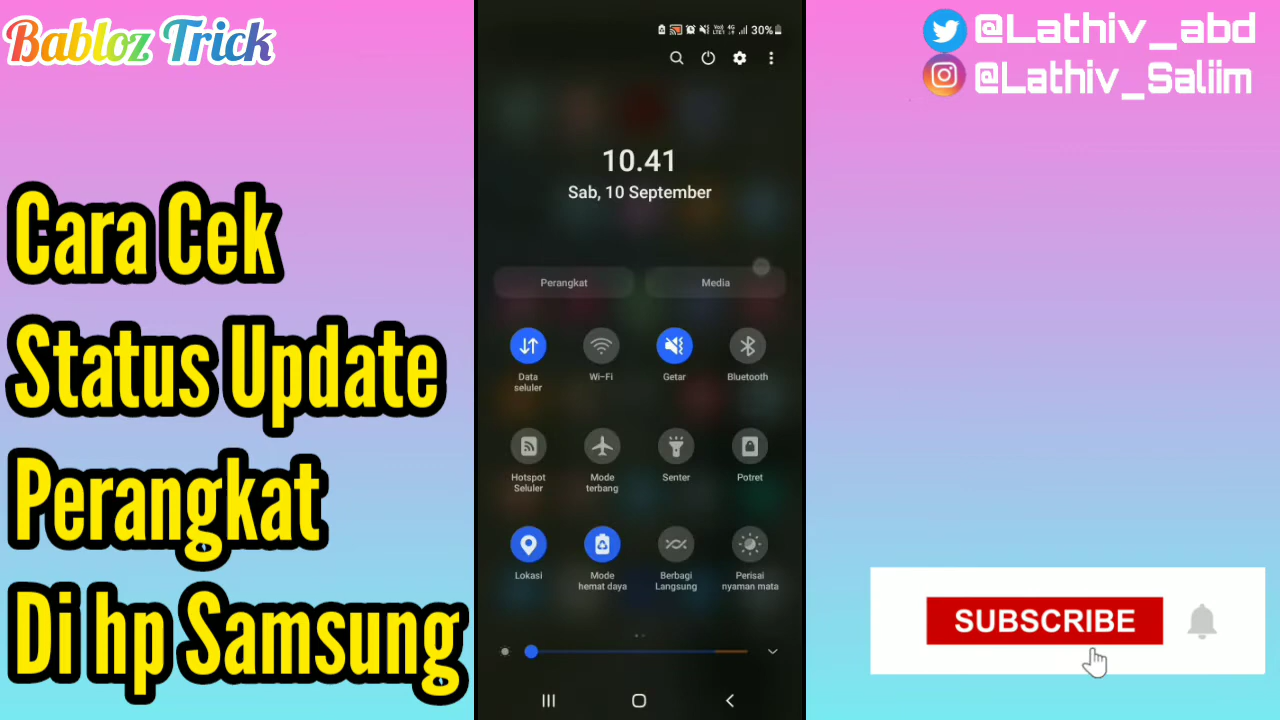 Babloz Trick
@Lathiv_abd
@Lathiv_Saliim
Cara Cek
Status Update
Perangkat
Di hp Samsung
30%
10.41
Sab, 10 September
Perangkat
Media
Data
seluler
Wi-Fi
Getar
Bluetooth
Hotspot
Seluler
Mode
terbang
Senter
Potret
Lokasi
Mode
hemat daya
Berbagi
Langsung
Perisai
nyaman mata
SUBSCRIBE